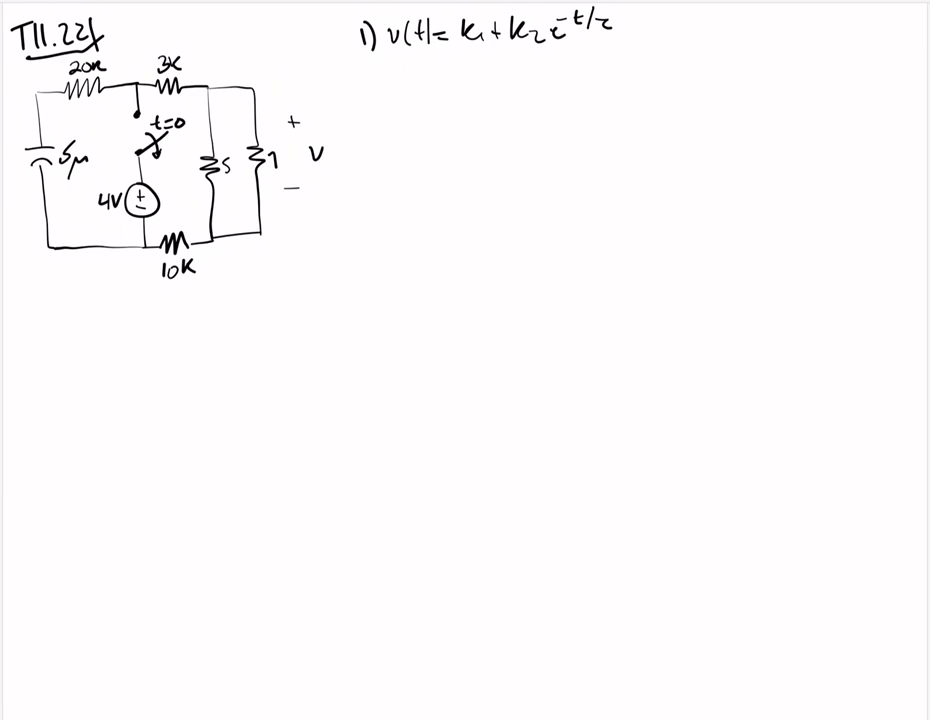 T11.22)
1) v(t)= k₁ + k₂ e^-t/τ
20K
3K
t=0
+
5μ
5
7
v
4V
+
-
-
10K